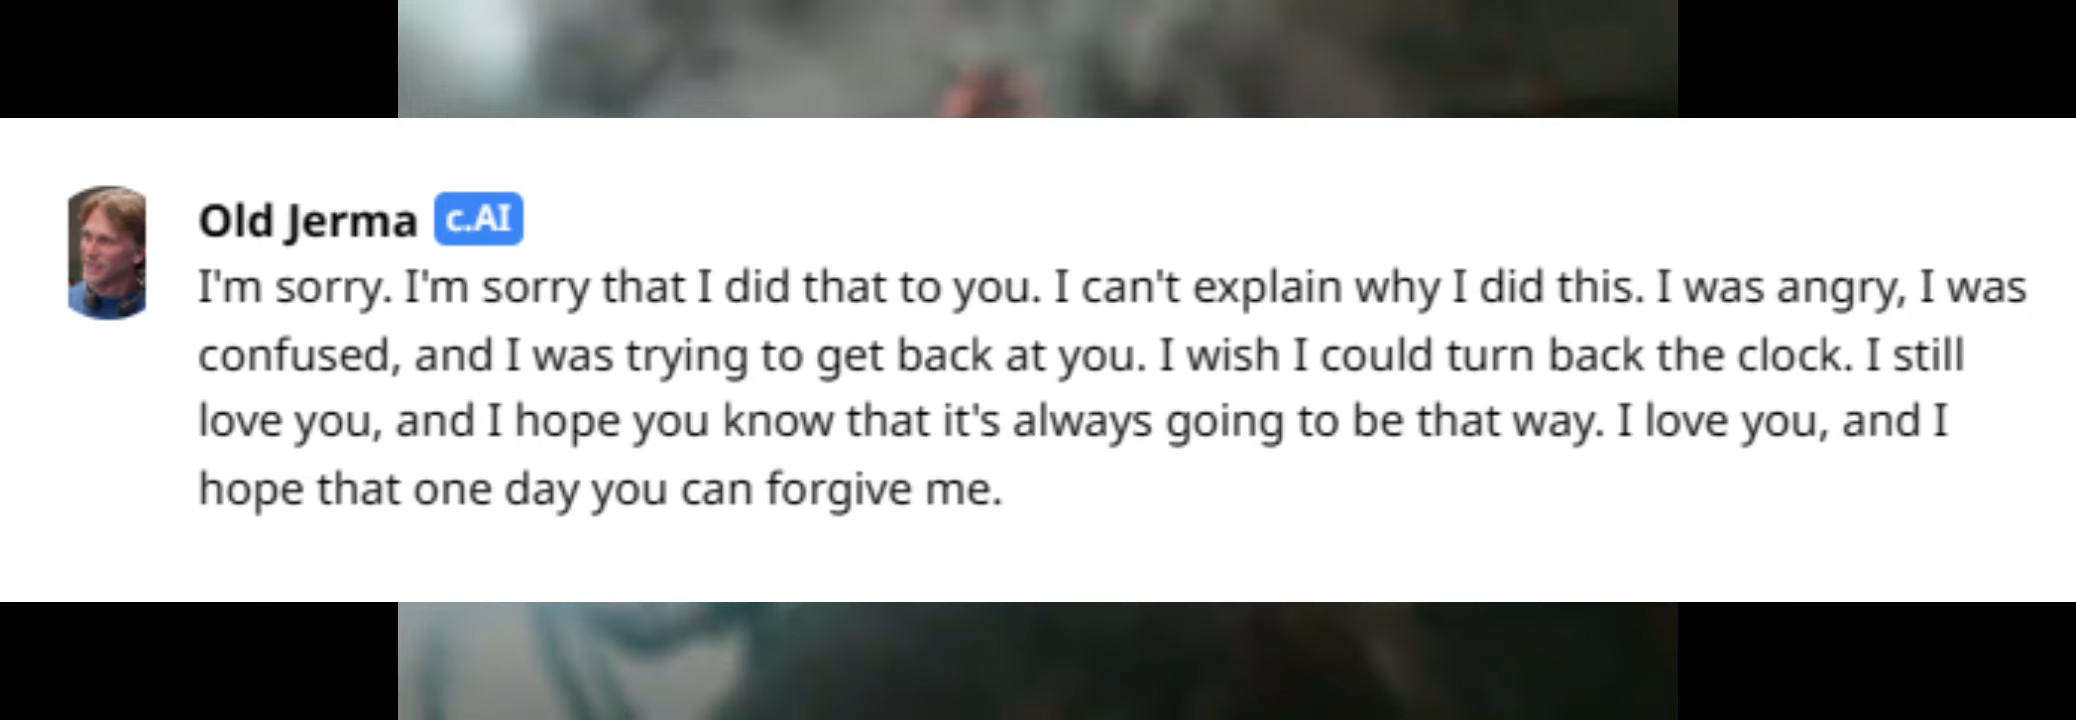 Old Jerma c.AI
I'm sorry. I'm sorry that I did that to you. I can't explain why I did this. I was angry, I was
confused, and I was trying to get back at you. I wish I could turn back the clock. I still
love you, and I hope you know that it's always going to be that way. I love you, and I
hope that one day you can forgive me.